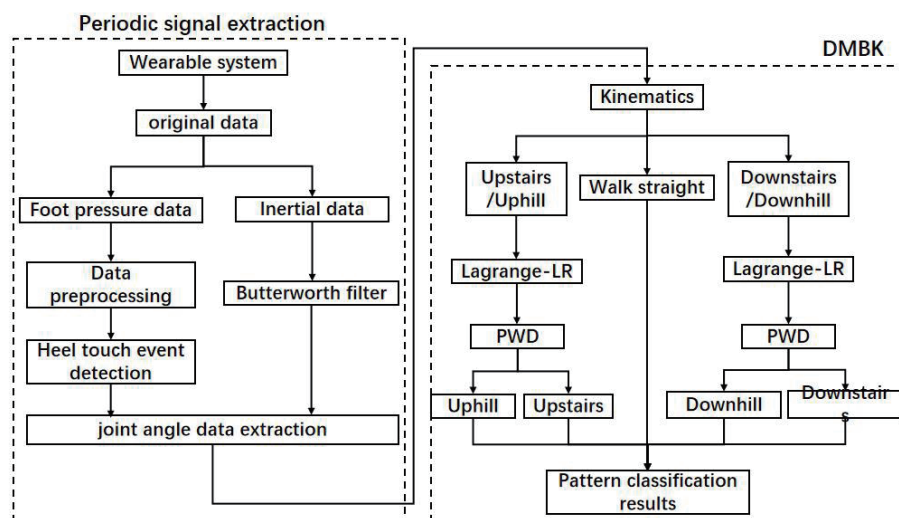 Periodic signal extraction
Wearable system
original data
Foot pressure data
Inertial data
Data
preprocessing
Butterworth filter
Heel touch event
detection
joint angle data extraction
DMBK
Kinematics
Upstairs
/Uphill
Walk straight
Downstairs
/Downhill
Lagrange-LR
Lagrange-LR
PWD
PWD
Uphill
Upstairs
Downhill
Downstair
s
Pattern classification
results